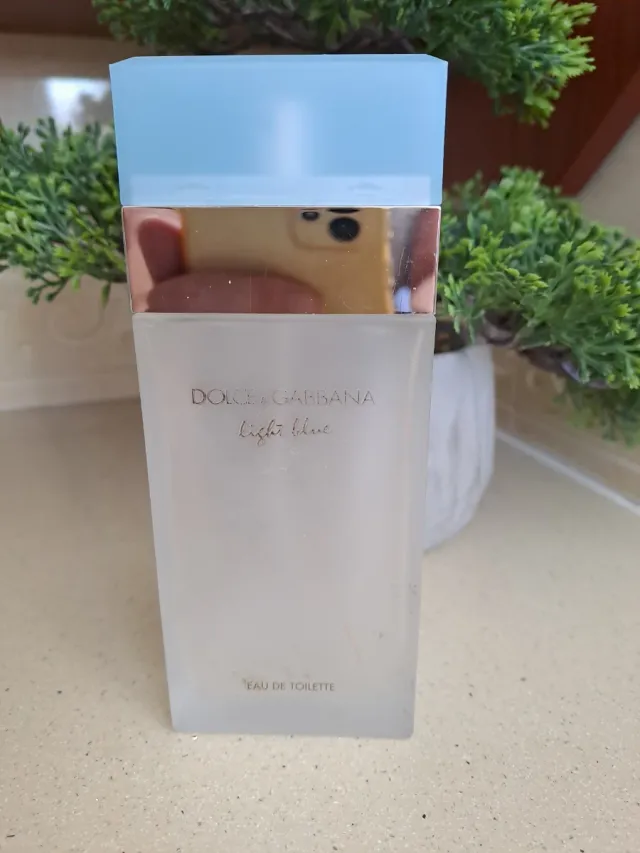 DOLCE & GABBANA
light blue
EAU DE TOILETTE